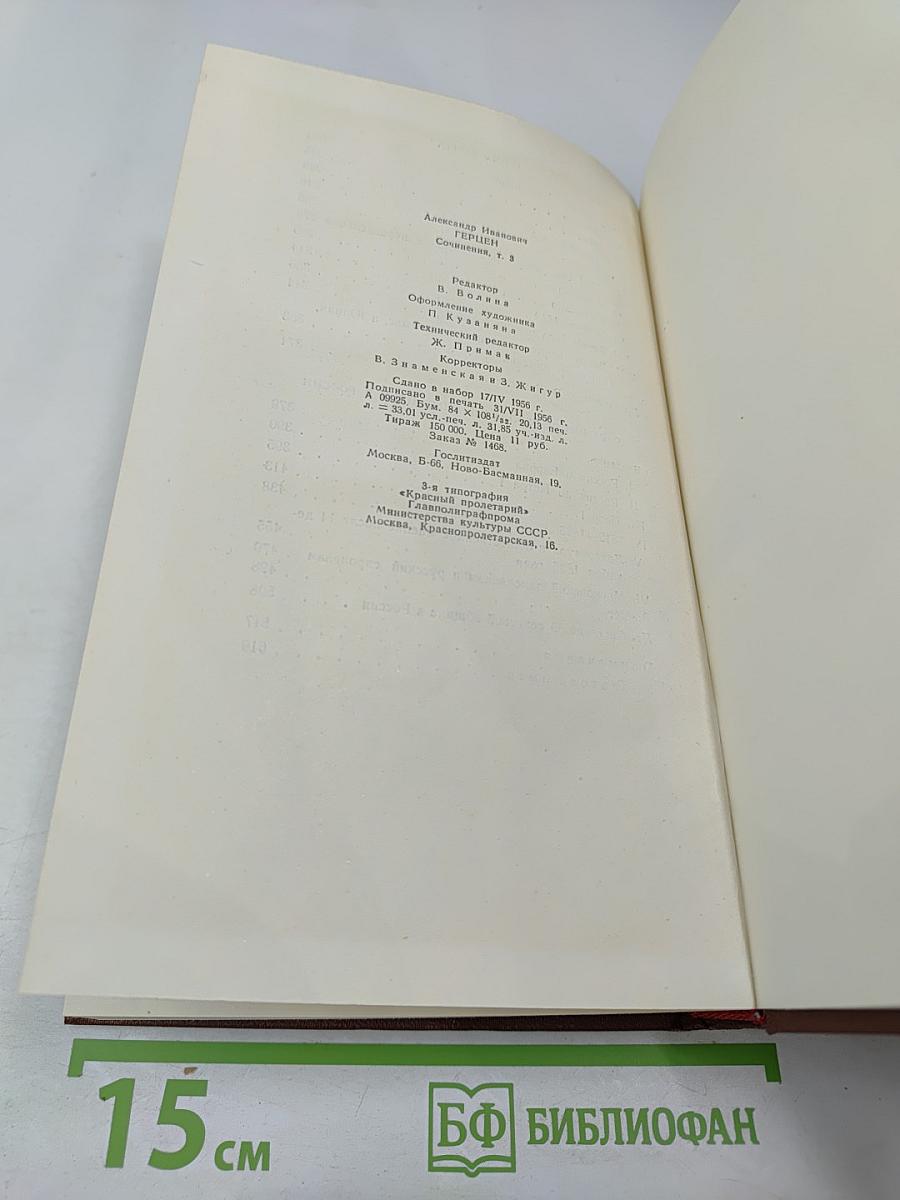 Александр Иванович
ГЕРЦЕН
Сочинения, т. 3
Редактор
В. Волина
Оформление художника
П. Кузаняна
Технический редактор
Ж. Примак
Корректоры
В. Знаменская и З. Жигур
Сдано в набор 17/IV 1956 г.
Подписано в печать 31/VII 1956 г.
А 09925. Бум. 84 × 108¹/₃₂. 20,13 печ.
л. = 33,01 усл.-печ. л. 31,85 уч.-изд. л.
Тираж 150 000. Цена 11 руб.
Заказ № 1468.
Гослитиздат
Москва, Б-66, Ново-Басманная, 19.
3-я типография
«Красный пролетарий»
Главполиграфпрома
Министерства культуры СССР.
Москва, Краснопролетарская, 16.
15 см
БФ БИБЛИОФАН